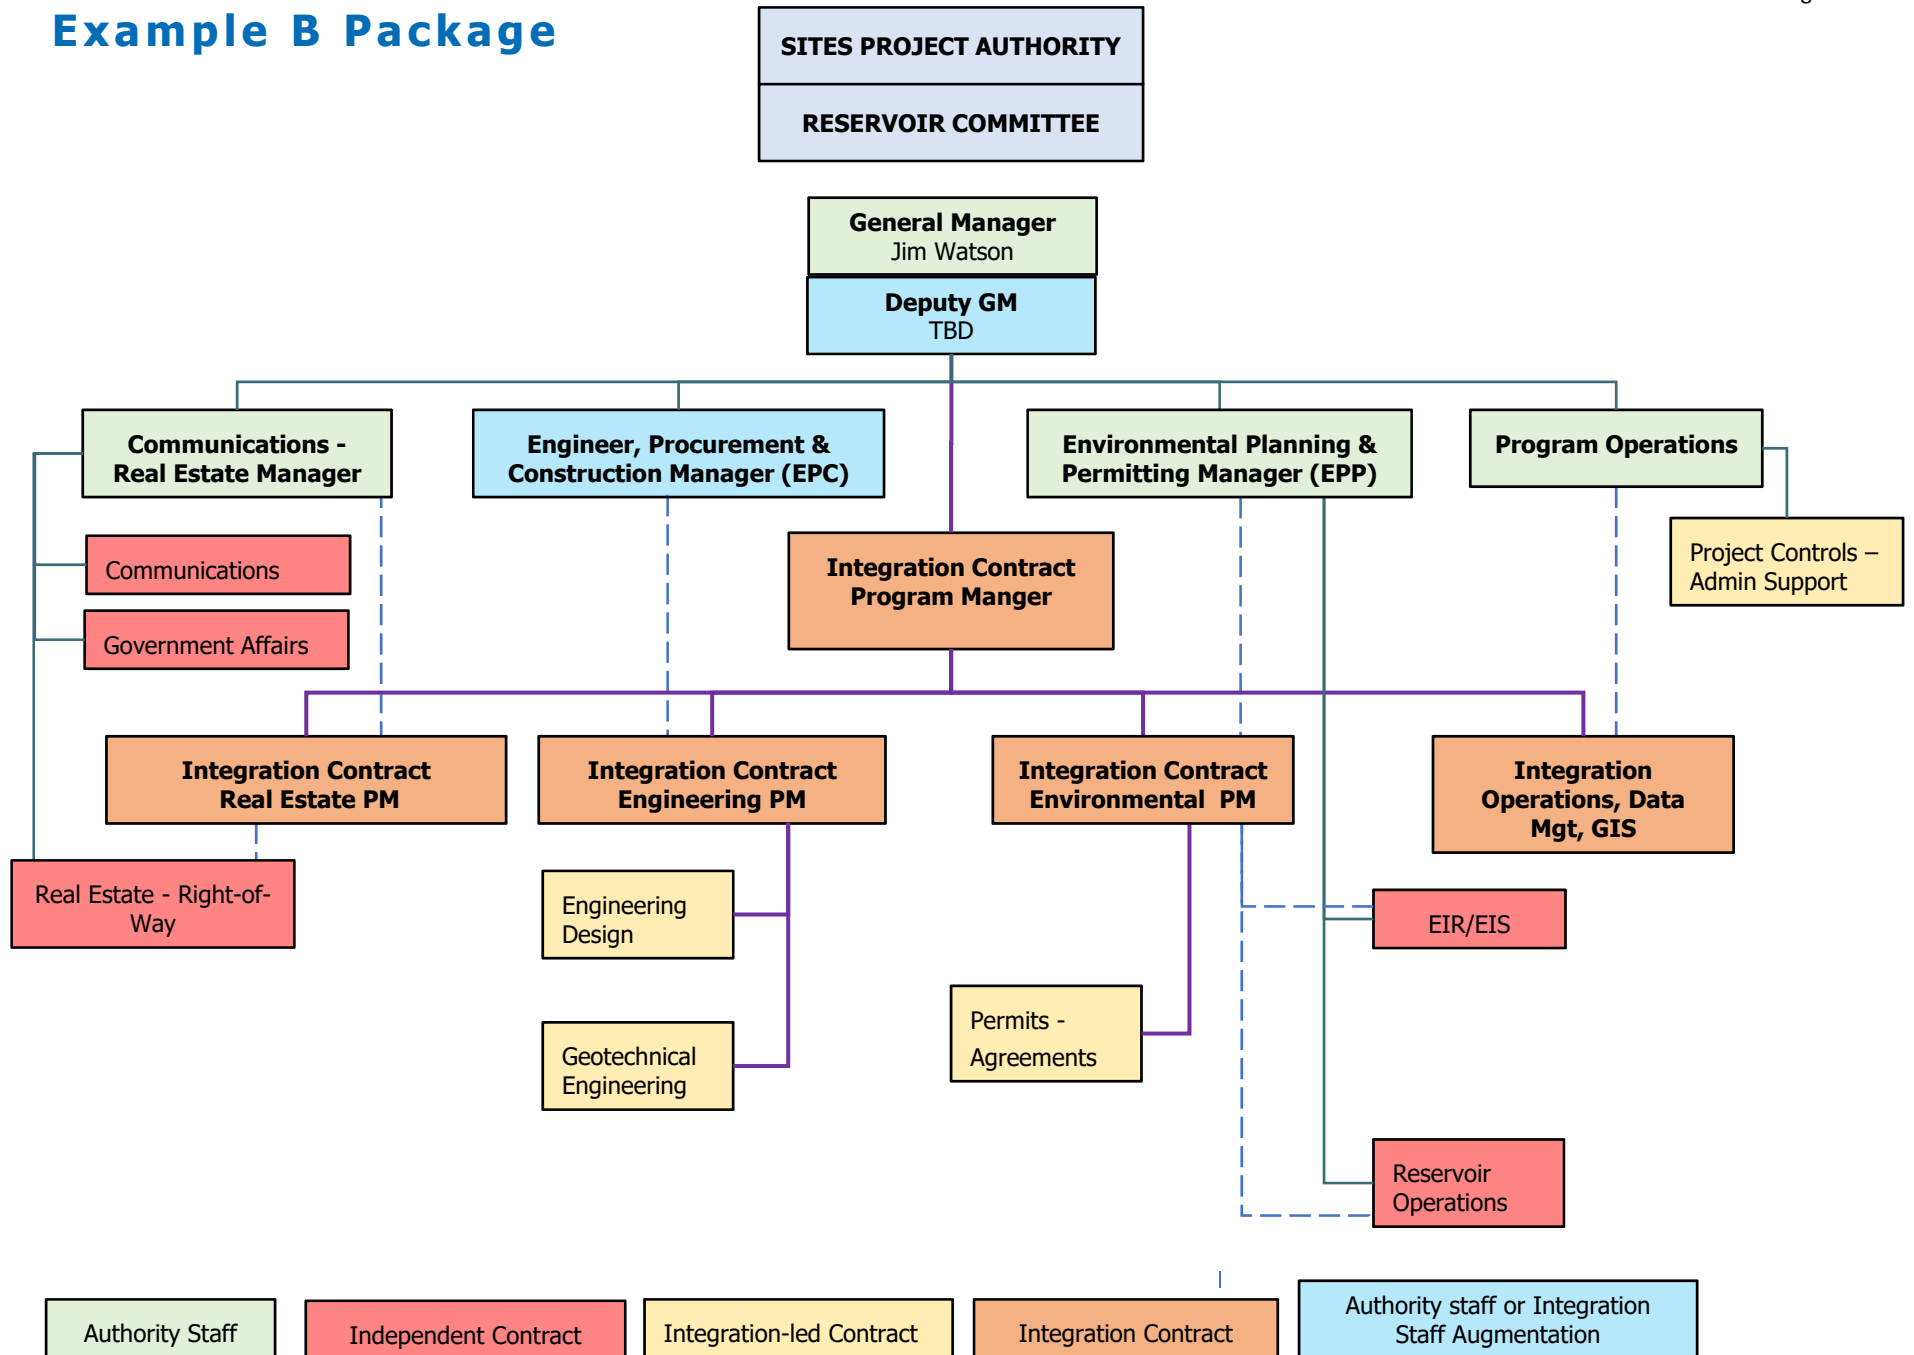 Example B Package
SITES PROJECT AUTHORITY
RESERVOIR COMMITTEE
General Manager
Jim Watson
Deputy GM
TBD
Communications -
Real Estate Manager
Engineer, Procurement &
Construction Manager (EPC)
Environmental Planning &
Permitting Manager (EPP)
Program Operations
Communications
Government Affairs
Integration Contract
Program Manger
Project Controls –
Admin Support
Integration Contract
Real Estate PM
Integration Contract
Engineering PM
Integration Contract
Environmental PM
Integration
Operations, Data
Mgt, GIS
Real Estate - Right-of-
Way
Engineering
Design
EIR/EIS
Geotechnical
Engineering
Permits -
Agreements
Reservoir
Operations
Authority Staff
Independent Contract
Integration-led Contract
Integration Contract
Authority staff or Integration
Staff Augmentation